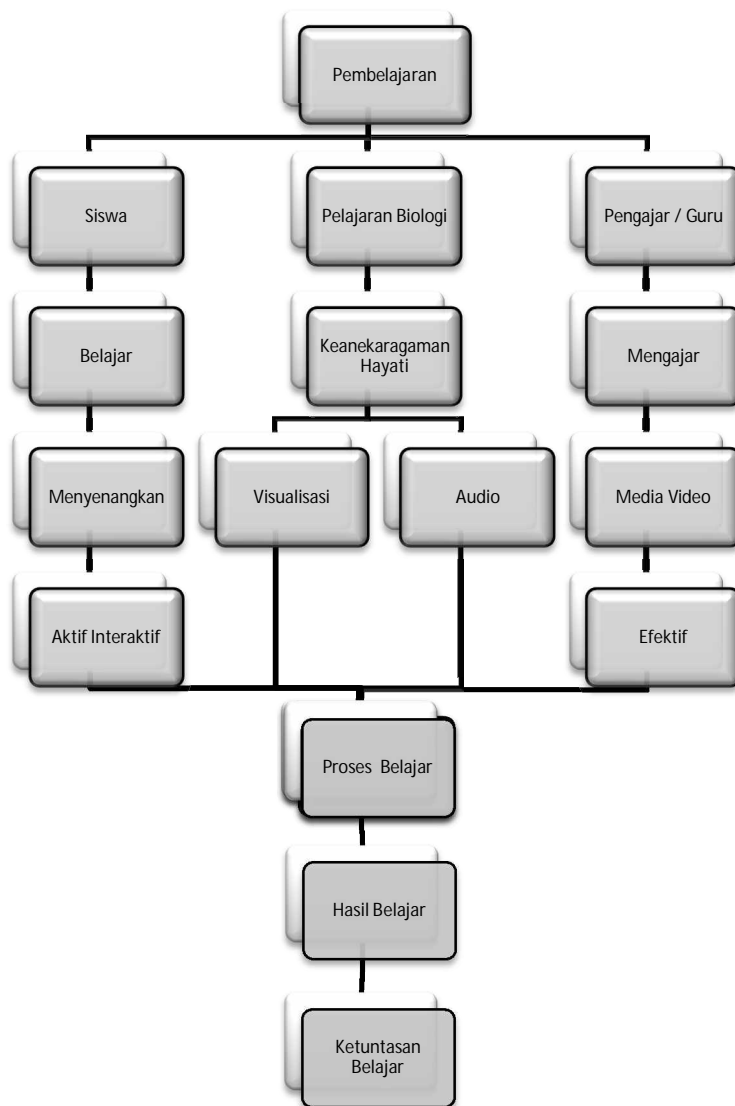 Pembelajaran
Siswa
Pelajaran Biologi
Pengajar / Guru
Belajar
Keanekaragaman
Hayati
Mengajar
Menyenangkan
Visualisasi
Audio
Media Video
Aktif Interaktif
Efektif
Proses Belajar
Hasil Belajar
Ketuntasan
Belajar